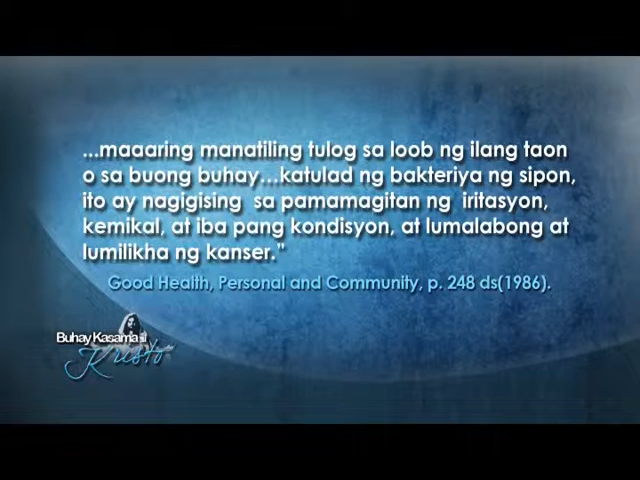 ...maaaring manatiling tulog sa loob ng ilang taon
o sa buong buhay...katulad ng bakteriya ng sipon,
ito ay nagigising sa pamamagitan ng iritasyon,
kemikal, at iba pang kondisyon, at lumalabong at
lumilikha ng kanser.”
Good Health, Personal and Community, p. 248 ds(1986).
Buhay Kasama si
Kristo